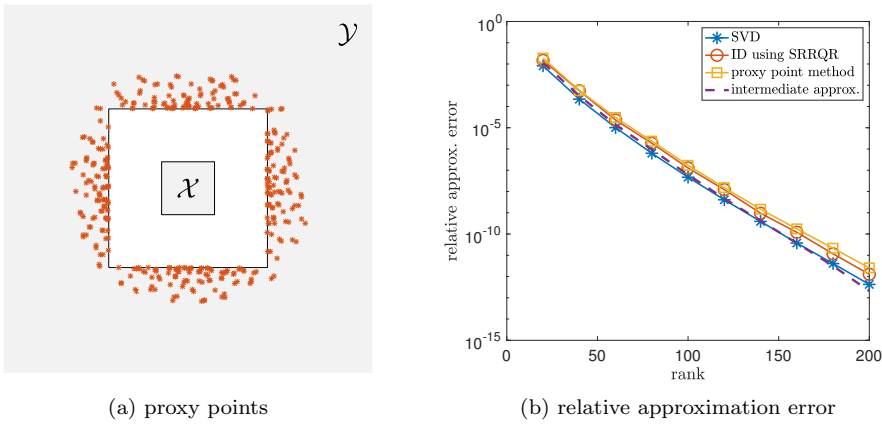 𝒴
𝒳
(a) proxy points
relative approx. error
10^0
10^-5
10^-10
10^-15
0
50
100
150
200
rank
SVD
ID using SRRQR
proxy point method
intermediate approx.
(b) relative approximation error